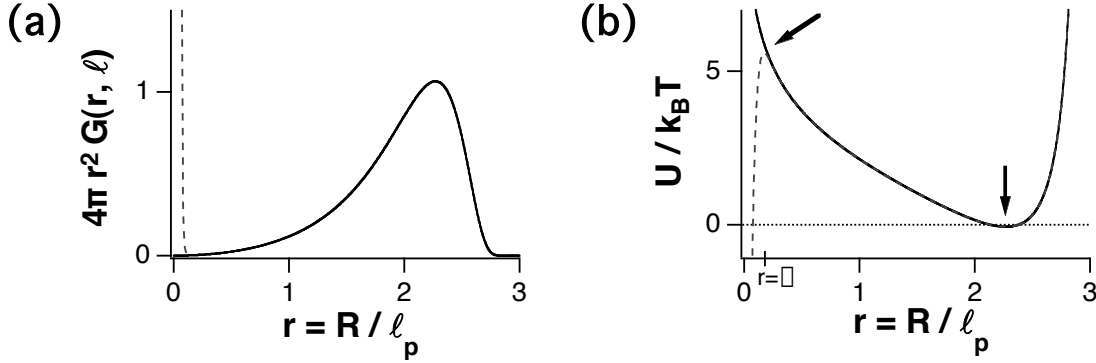 (a)
4π r² G(r, ℓ)
1
0
0 1 2 3
r = R / ℓp
(b)
U / kBT
5
0
0 1 2 3
r=
r = R / ℓp